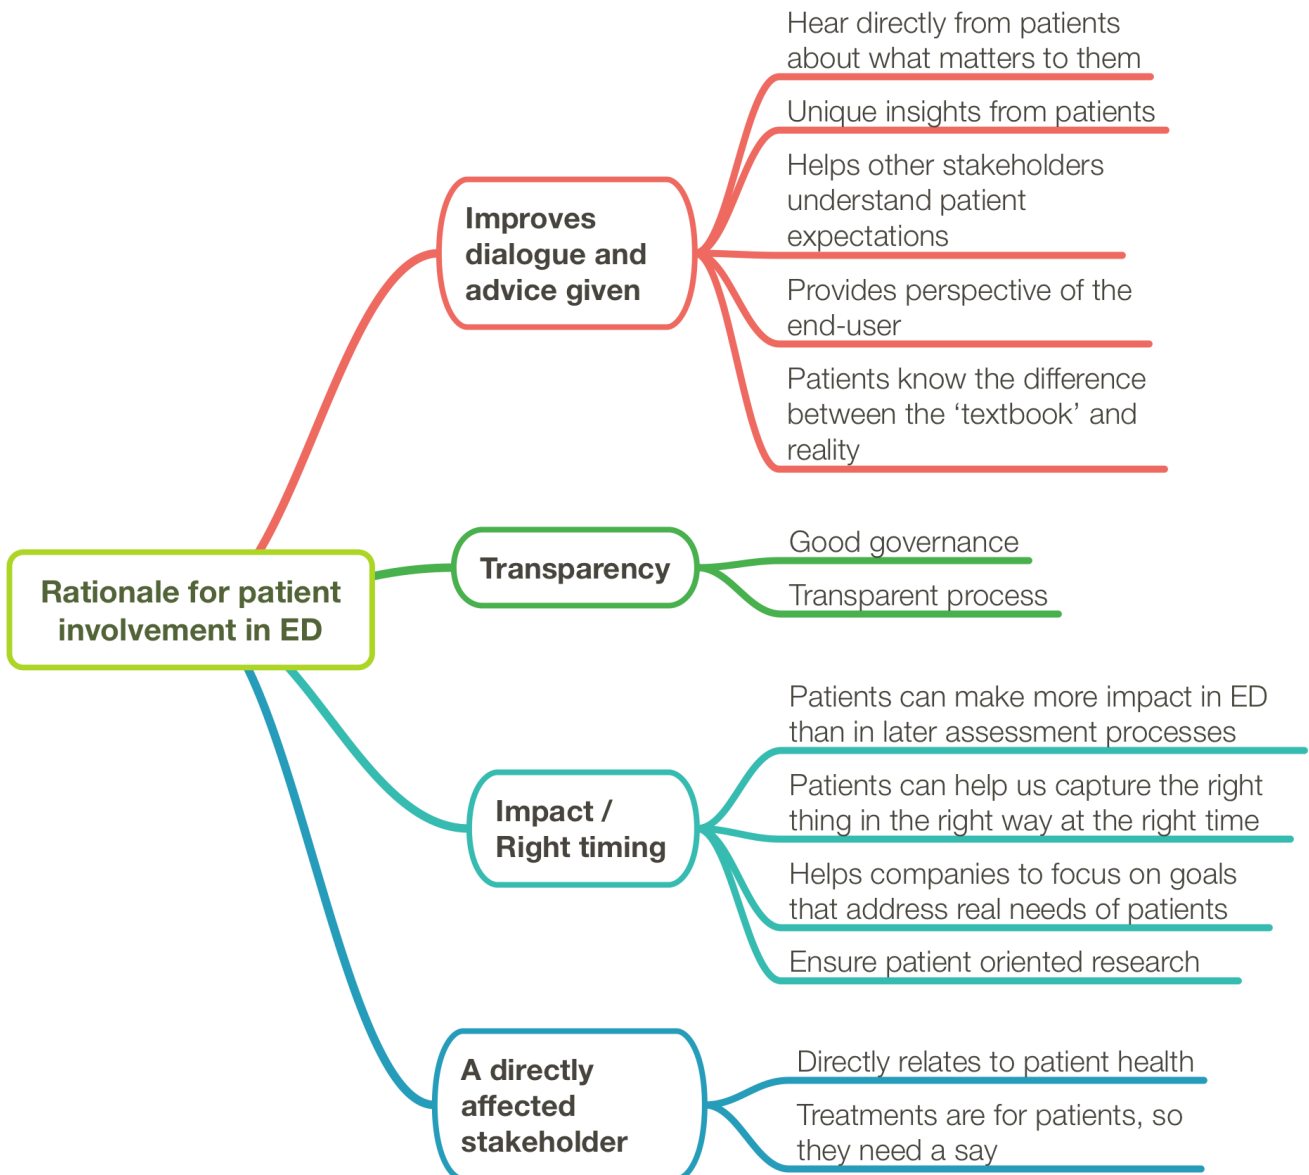 Hear directly from patients
about what matters to them
Unique insights from patients
Helps other stakeholders
understand patient
expectations
Provides perspective of the
end-user
Patients know the difference
between the ‘textbook’ and
reality
Improves
dialogue and
advice given
Good governance
Transparent process
Transparency
Rationale for patient
involvement in ED
Patients can make more impact in ED
than in later assessment processes
Patients can help us capture the right
thing in the right way at the right time
Helps companies to focus on goals
that address real needs of patients
Ensure patient oriented research
Impact /
Right timing
Directly relates to patient health
Treatments are for patients, so
they need a say
A directly
affected
stakeholder